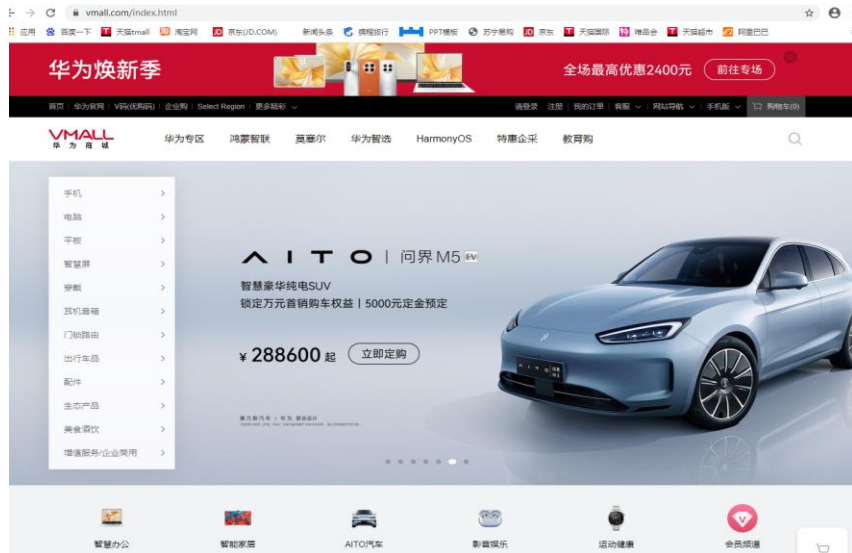 vmall.com/index.html
应用 百度一下 天猫tmall 淘宝网 京东(JD.COM) 新闻头条 携程旅行 PPT模板 苏宁易购 京东 天猫国际 唯品会 天猫超市 阿里巴巴
华为焕新季 全场最高优惠2400元 前往专场
首页 华为官网 V码(优购码) 企业购 Select Region 更多精彩 请登录 注册 我的订单 客服 网站导航 手机版 购物车(0)
VMALL 华为专区 鸿蒙智联 莫塞尔 华为智选 HarmonyOS 特惠企采 教育购
华为商城
手机
电脑
平板
智慧屏
穿戴
耳机音箱
门锁路由
出行车品
配件
生态产品
美食酒饮
增值服务/企业商用
AITO | 问界 M5 EV
智慧豪华纯电SUV
锁定万元首销购车权益丨5000元定金预定
¥ 288600 起 立即定购
智慧办公 智能家居 AITO汽车 影音娱乐 运动健康 会员频道